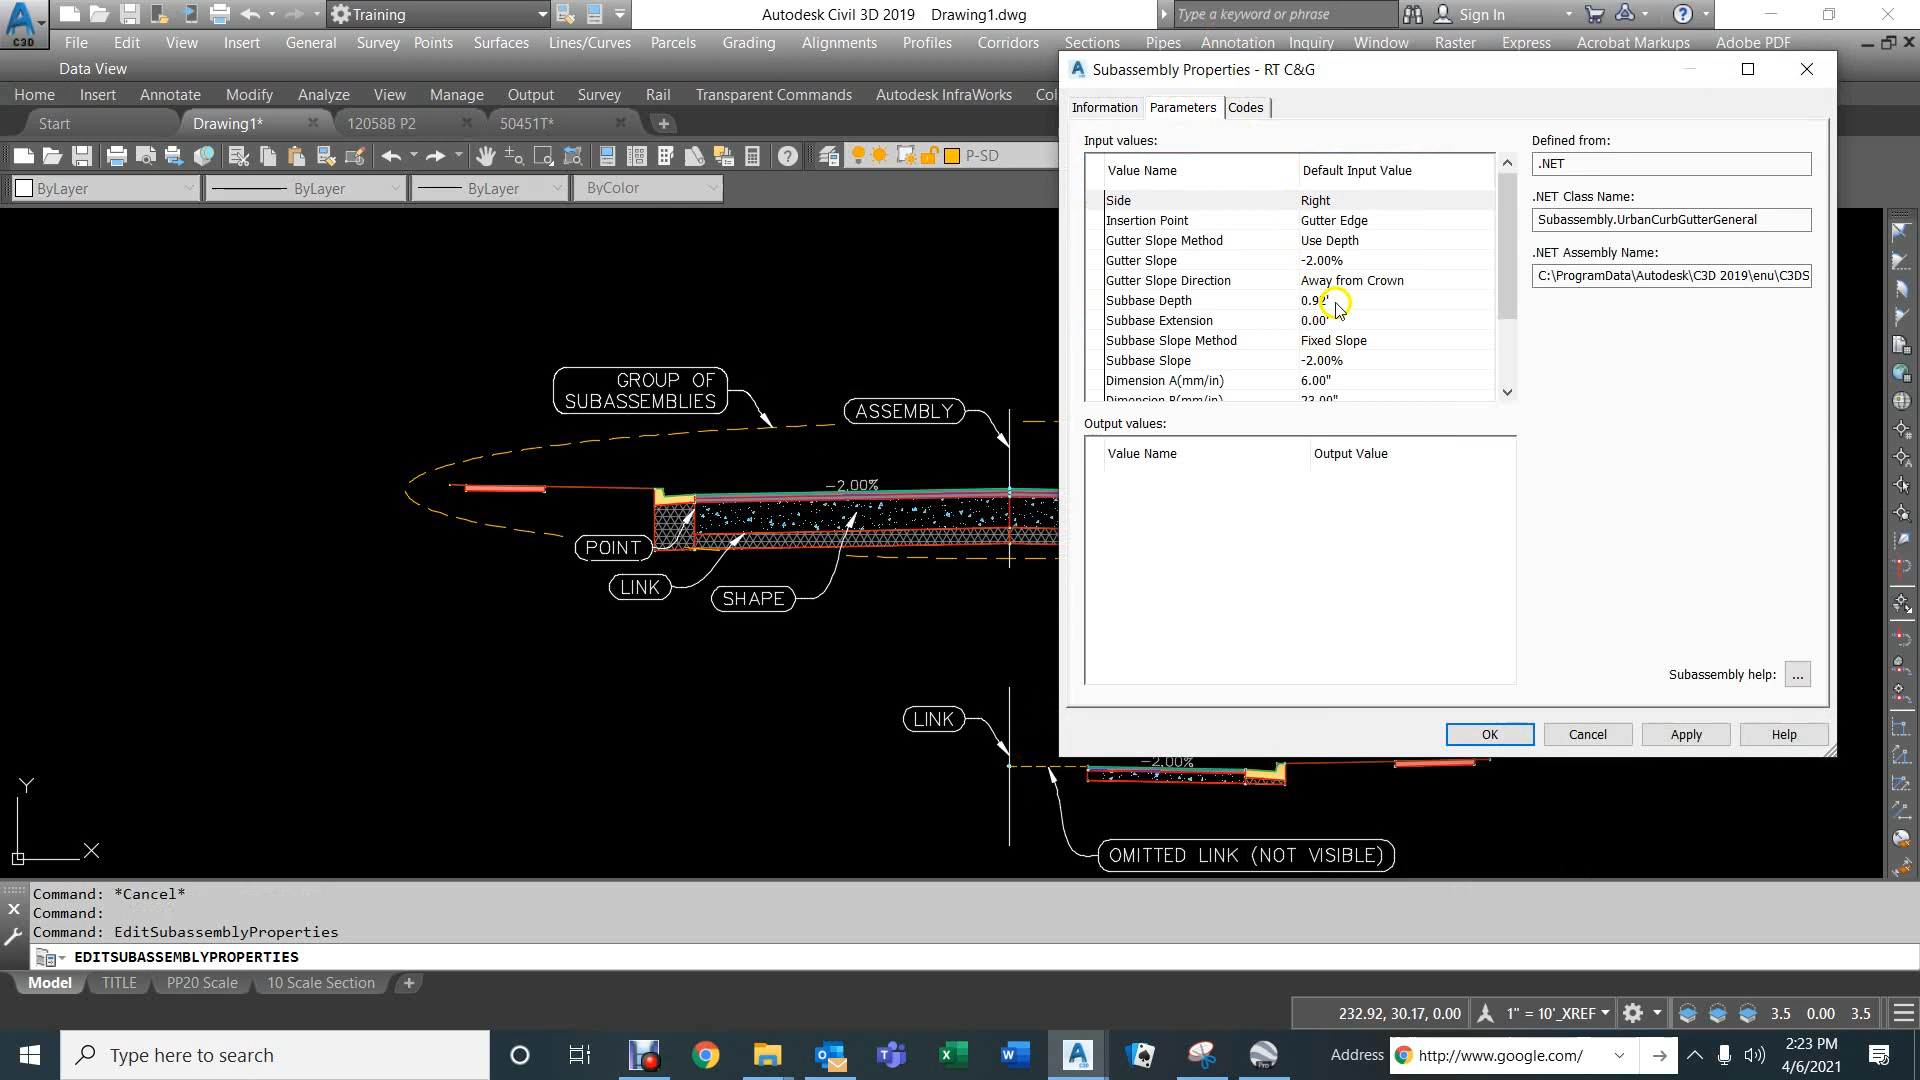 Training
Autodesk Civil 3D 2019 Drawing1.dwg
Type a keyword or phrase
Sign In
C3D
File Edit View Insert General Survey Points Surfaces Lines/Curves Parcels Grading Alignments Profiles Corridors Sections Pipes Annotation Inquiry Window Raster Express Acrobat Markups Adobe PDF
Data View
Home Insert Annotate Modify Analyze View Manage Output Survey Rail Transparent Commands Autodesk InfraWorks
Start Drawing1* 12058B P2 50451T*
P-SD
ByLayer ByLayer ByLayer ByColor
Subassembly Properties - RT C&G
Information Parameters Codes
Input values:
Value Name Default Input Value
Side Right
Insertion Point Gutter Edge
Gutter Slope Method Use Depth
Gutter Slope -2.00%
Gutter Slope Direction Away from Crown
Subbase Depth 0.92'
Subbase Extension 0.00'
Subbase Slope Method Fixed Slope
Subbase Slope -2.00%
Dimension A(mm/in) 6.00"
Dimension B(mm/in) 23.00"
Output values:
Value Name Output Value
Defined from:
.NET
.NET Class Name:
Subassembly.UrbanCurbGutterGeneral
.NET Assembly Name:
C:\ProgramData\Autodesk\C3D 2019\enu\C3DS
Subassembly help: ...
OK Cancel Apply Help
GROUP OF
SUBASSEMBLIES
ASSEMBLY
-2.00%
POINT
LINK
SHAPE
LINK
-2.00%
OMITTED LINK (NOT VISIBLE)
Y
X
Command: *Cancel*
Command:
Command: EditSubassemblyProperties
EDITSUBASSEMBLYPROPERTIES
Model TITLE PP20 Scale 10 Scale Section
232.92, 30.17, 0.00 1" = 10'_XREF 3.5 0.00 3.5
Type here to search
Address http://www.google.com/
2:23 PM
4/6/2021